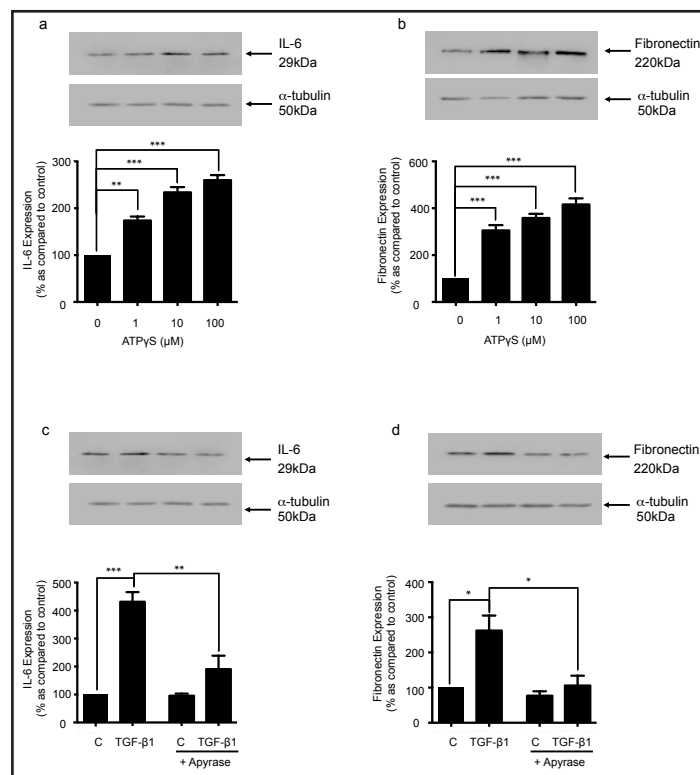 a
IL-6
29kDa
α-tubulin
50kDa
***
***
**
IL-6 Expression
(% as compared to control)
300
200
100
0
0 1 10 100
ATPγS (µM)
b
Fibronectin
220kDa
α-tubulin
50kDa
***
***
***
Fibronectin Expression
(% as compared to control)
600
400
200
0
0 1 10 100
ATPγS (µM)
c
IL-6
29kDa
α-tubulin
50kDa
*** **
IL-6 Expression
(% as compared to control)
500
400
300
200
100
0
C TGF-β1 C TGF-β1
+ Apyrase
d
Fibronectin
220kDa
α-tubulin
50kDa
* *
Fibronectin Expression
(% as compared to control)
400
300
200
100
0
C TGF-β1 C TGF-β1
+ Apyrase